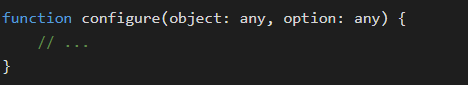 function configure(object: any, option: any) {
    // ...
}